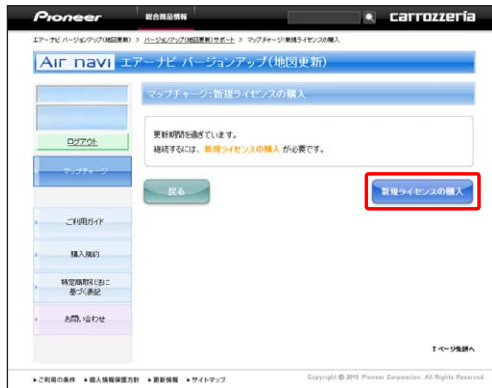 Pioneer
総合商品情報
carrozzeria
エアーナビ バージョンアップ(地図更新) > バージョンアップ(地図更新)サポート > マップチャージ:新規ライセンスの購入
Air navi エアーナビ バージョンアップ(地図更新)
マップチャージ:新規ライセンスの購入
更新期間を過ぎています。
継続するには、新規ライセンスの購入 が必要です。
ログアウト
マップチャージ
戻る
新規ライセンスの購入
ご利用ガイド
購入規約
特定商取引法に
基づく表記
お問い合わせ
↑ページ先頭へ
▶ご利用の条件 ▶個人情報保護方針 ▶更新情報 ▶サイトマップ
Copyright © 2013 Pioneer Corporation. All Rights Reserved.